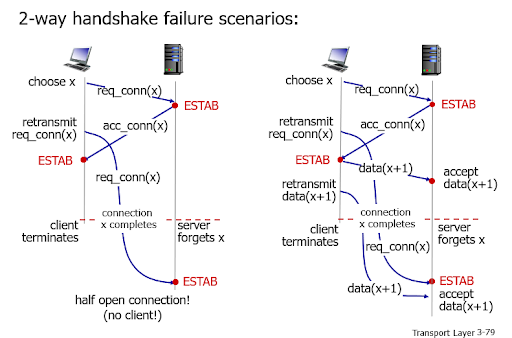 2-way handshake failure scenarios:
choose x
req_conn(x)
ESTAB
retransmit
req_conn(x)
acc_conn(x)
ESTAB
req_conn(x)
client
terminates
connection
x completes
server
forgets x
ESTAB
half open connection!
(no client!)
choose x
req_conn(x)
ESTAB
retransmit
req_conn(x)
acc_conn(x)
ESTAB
data(x+1)
accept
data(x+1)
retransmit
data(x+1)
client
terminates
connection
x completes
server
forgets x
req_conn(x)
ESTAB
data(x+1)
accept
data(x+1)
Transport Layer 3-79